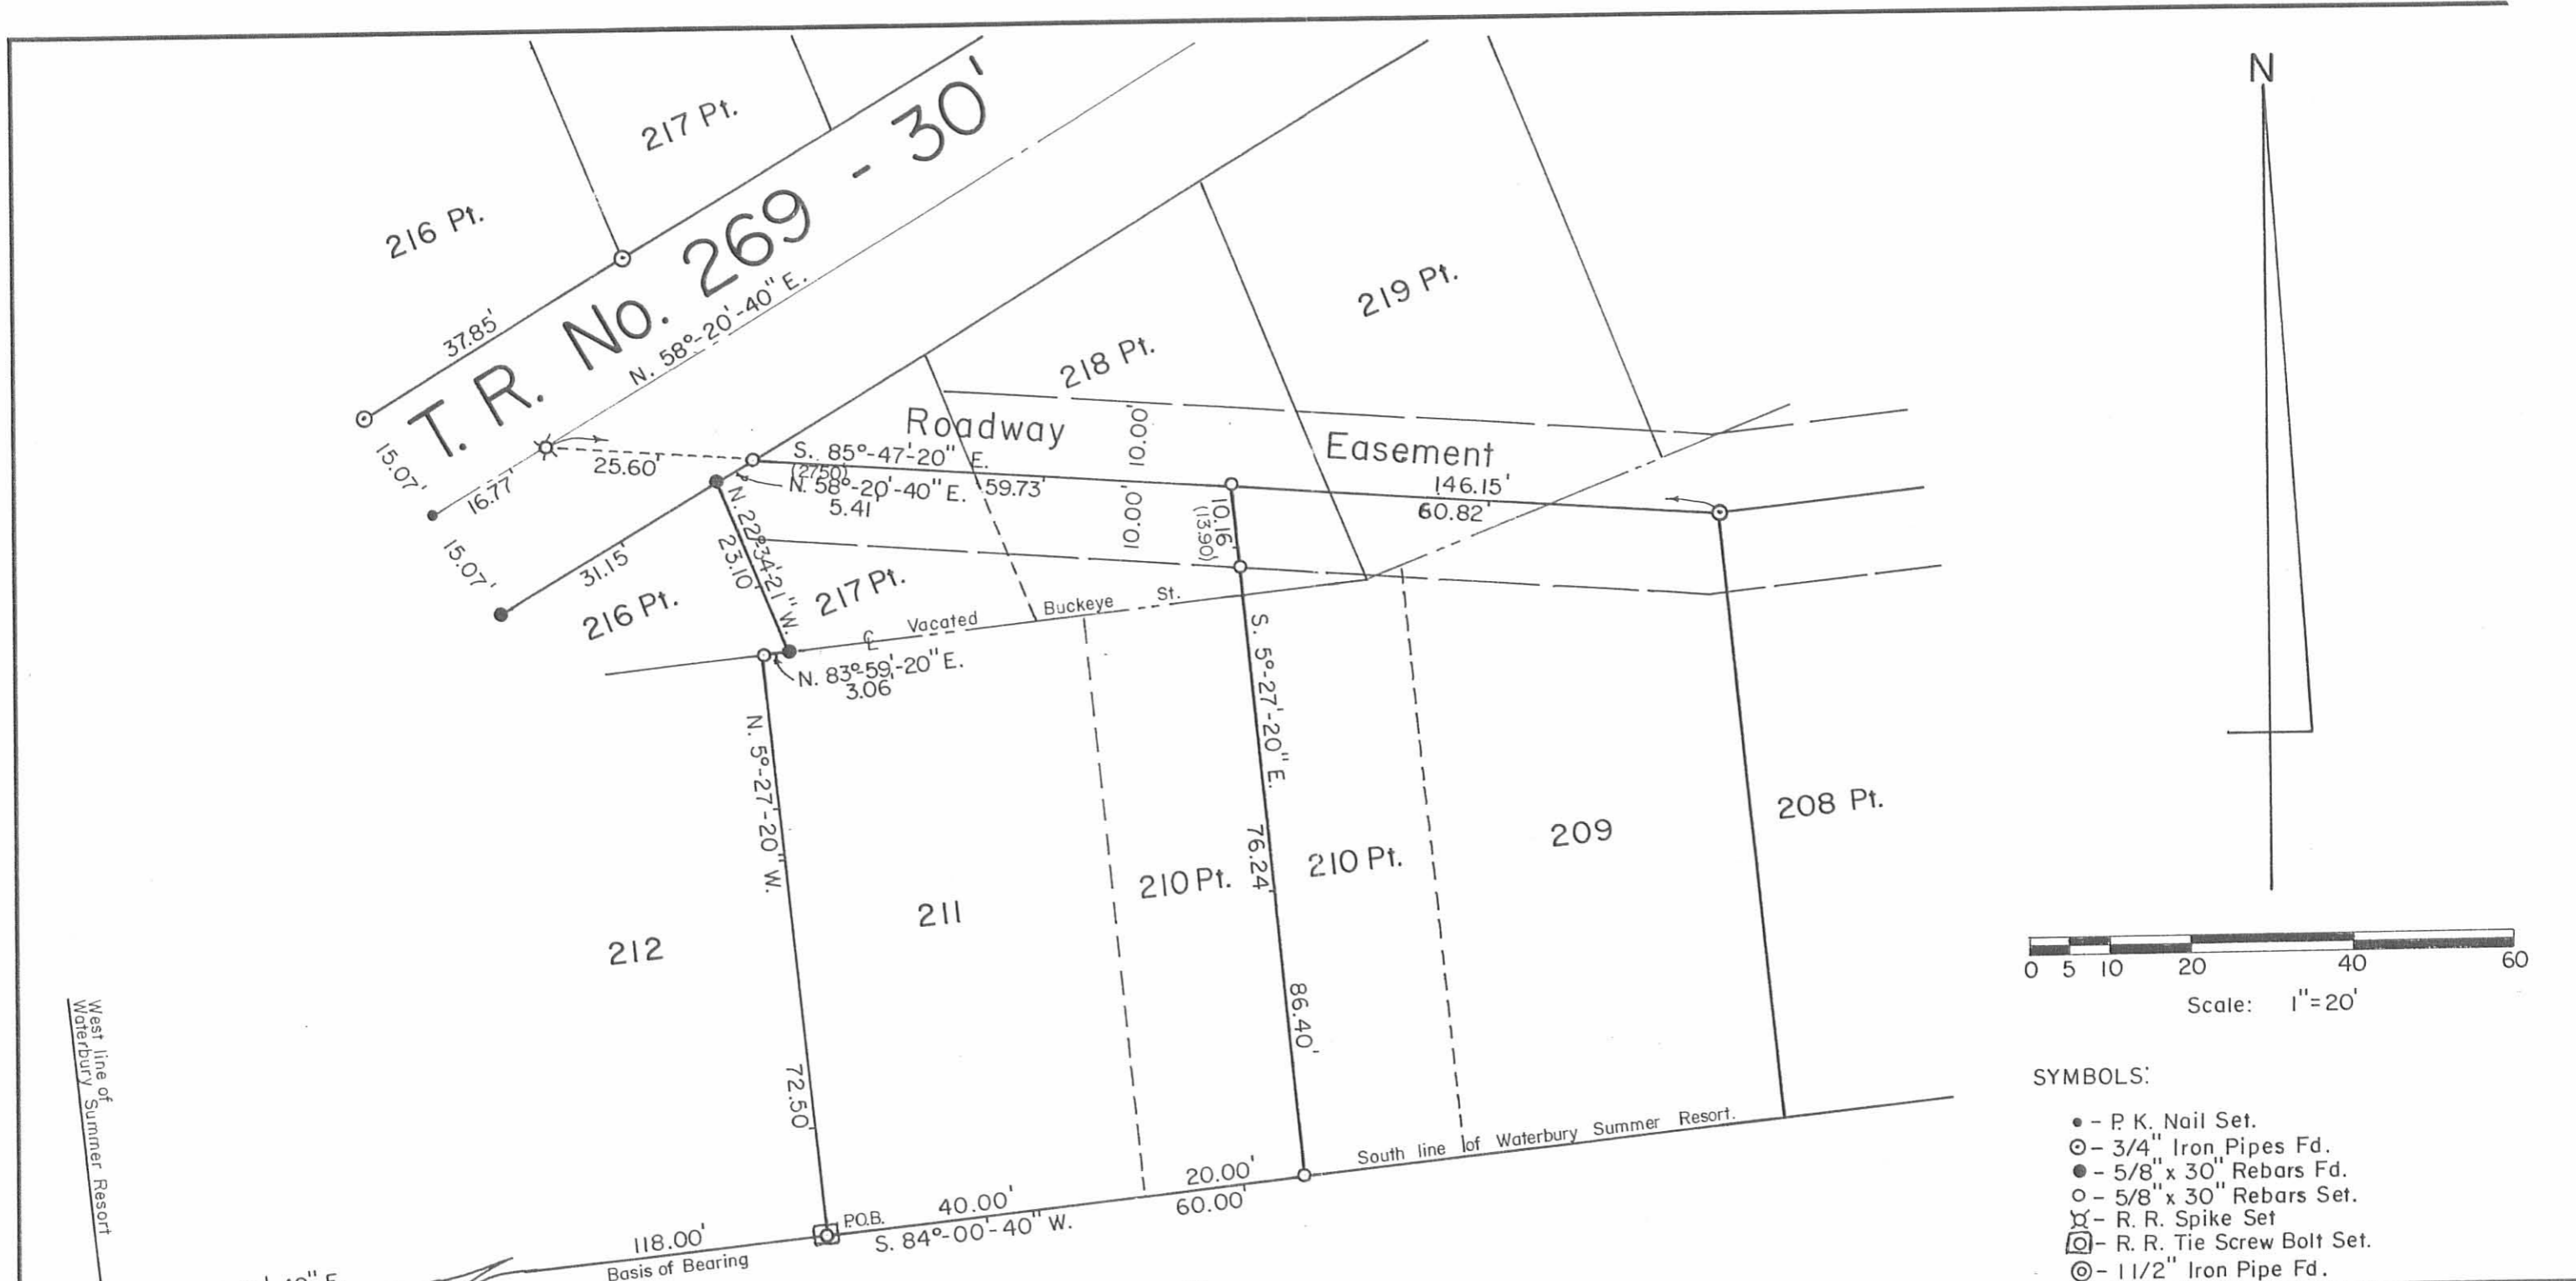 N
217 Pt.
216 Pt.
T. R. No. 269 - 30'
N. 58°-20'-40" E.
37.85'
219 Pt.
218 Pt.
15.07'
16.77'
25.60'
Roadway Easement
10.00'
S. 85°-47'-20" E.
(27.50)
N. 58°-20'-40" E.
5.41'
59.73'
146.15'
60.82'
10.00'
10.16'
(13.90)
15.07'
31.15'
N. 22°-34'-21" W.
23.10'
216 Pt.
217 Pt.
℄ Vacated Buckeye St.
N. 83°-59'-20" E.
3.06'
N. 5°-27'-20" W.
72.50'
S. 5°-27'-20" E.
76.24'
86.40'
212
211
210 Pt.
210 Pt.
209
208 Pt.
West line of
Waterbury Summer Resort
South line of Waterbury Summer Resort.
118.00'
Basis of Bearing
P.O.B.
40.00'
20.00'
S. 84°-00'-40" W.
60.00'
0 5 10 20 40 60
Scale: 1"=20'
SYMBOLS:
● - P. K. Nail Set.
⊙ - 3/4" Iron Pipes Fd.
● - 5/8" x 30" Rebars Fd.
○ - 5/8" x 30" Rebars Set.
- R. R. Spike Set
- R. R. Tie Screw Bolt Set.
◎ - 1 1/2" Iron Pipe Fd.